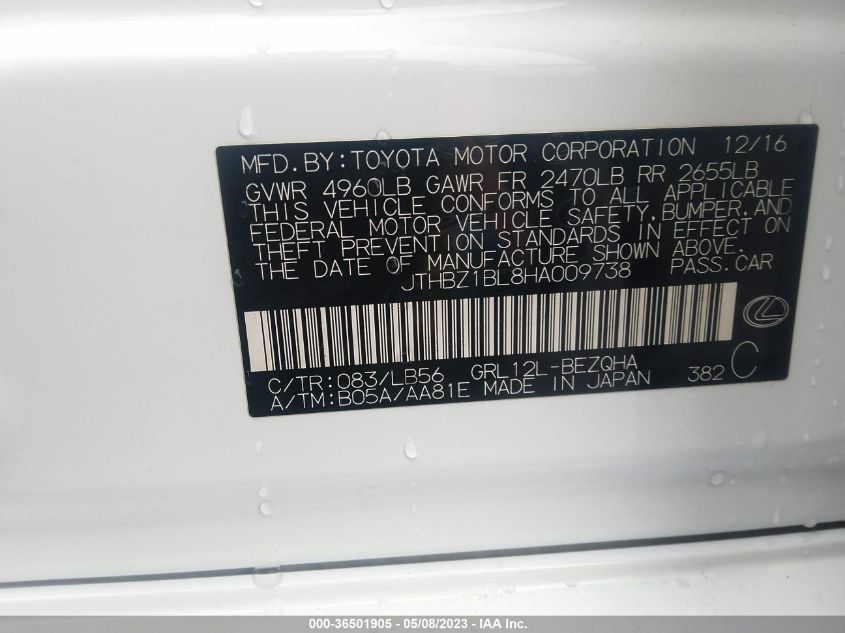 MFD.BY:TOYOTA MOTOR CORPORATION 12/16
GVWR 4960LB GAWR FR 2470LB RR 2655LB
THIS VEHICLE CONFORMS TO ALL APPLICABLE
FEDERAL MOTOR VEHICLE SAFETY,BUMPER,AND
THEFT PREVENTION STANDARDS IN EFFECT ON
THE DATE OF MANUFACTURE SHOWN ABOVE.
JTHBZ1BL8HA009738 PASS.CAR
C/TR:083/LB56 GRL12L-BEZQHA
A/TM:B05A/AA81E MADE IN JAPAN 382 C
000-36501905 - 05/08/2023 - IAA Inc.